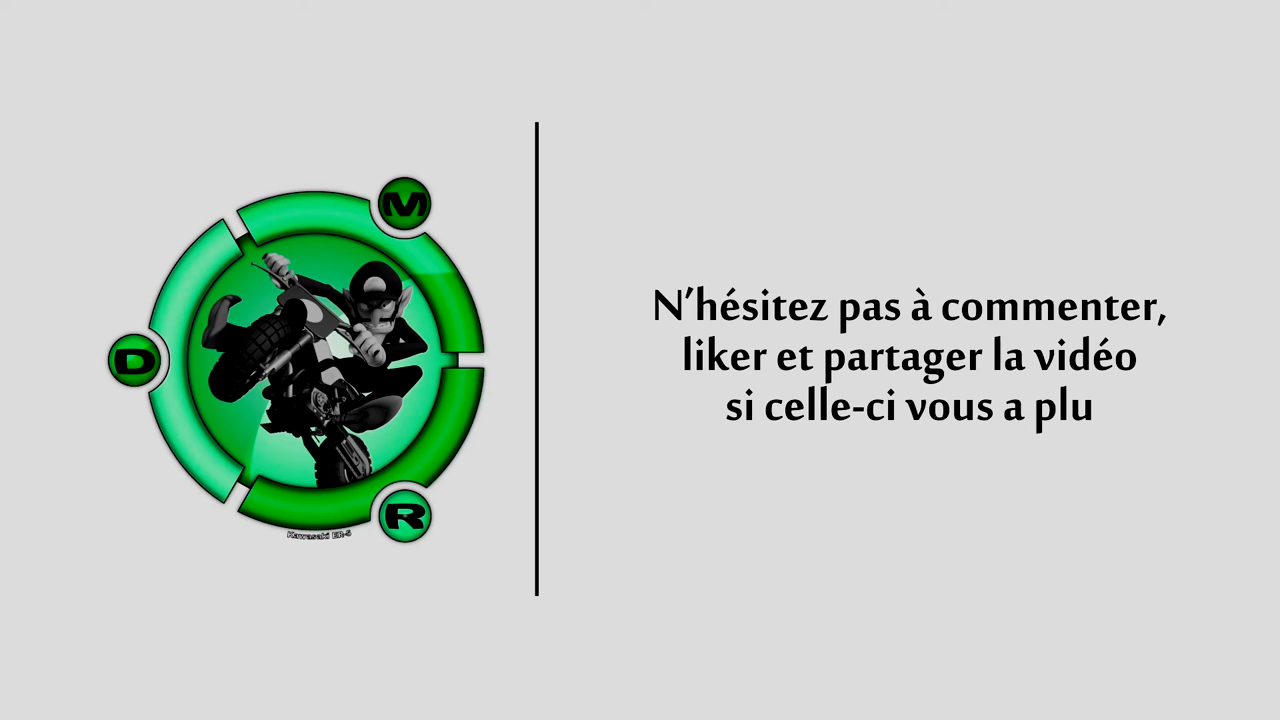 M
D
R
Kawasaki ER-5
N'hésitez pas à commenter,
liker et partager la vidéo
si celle-ci vous a plu